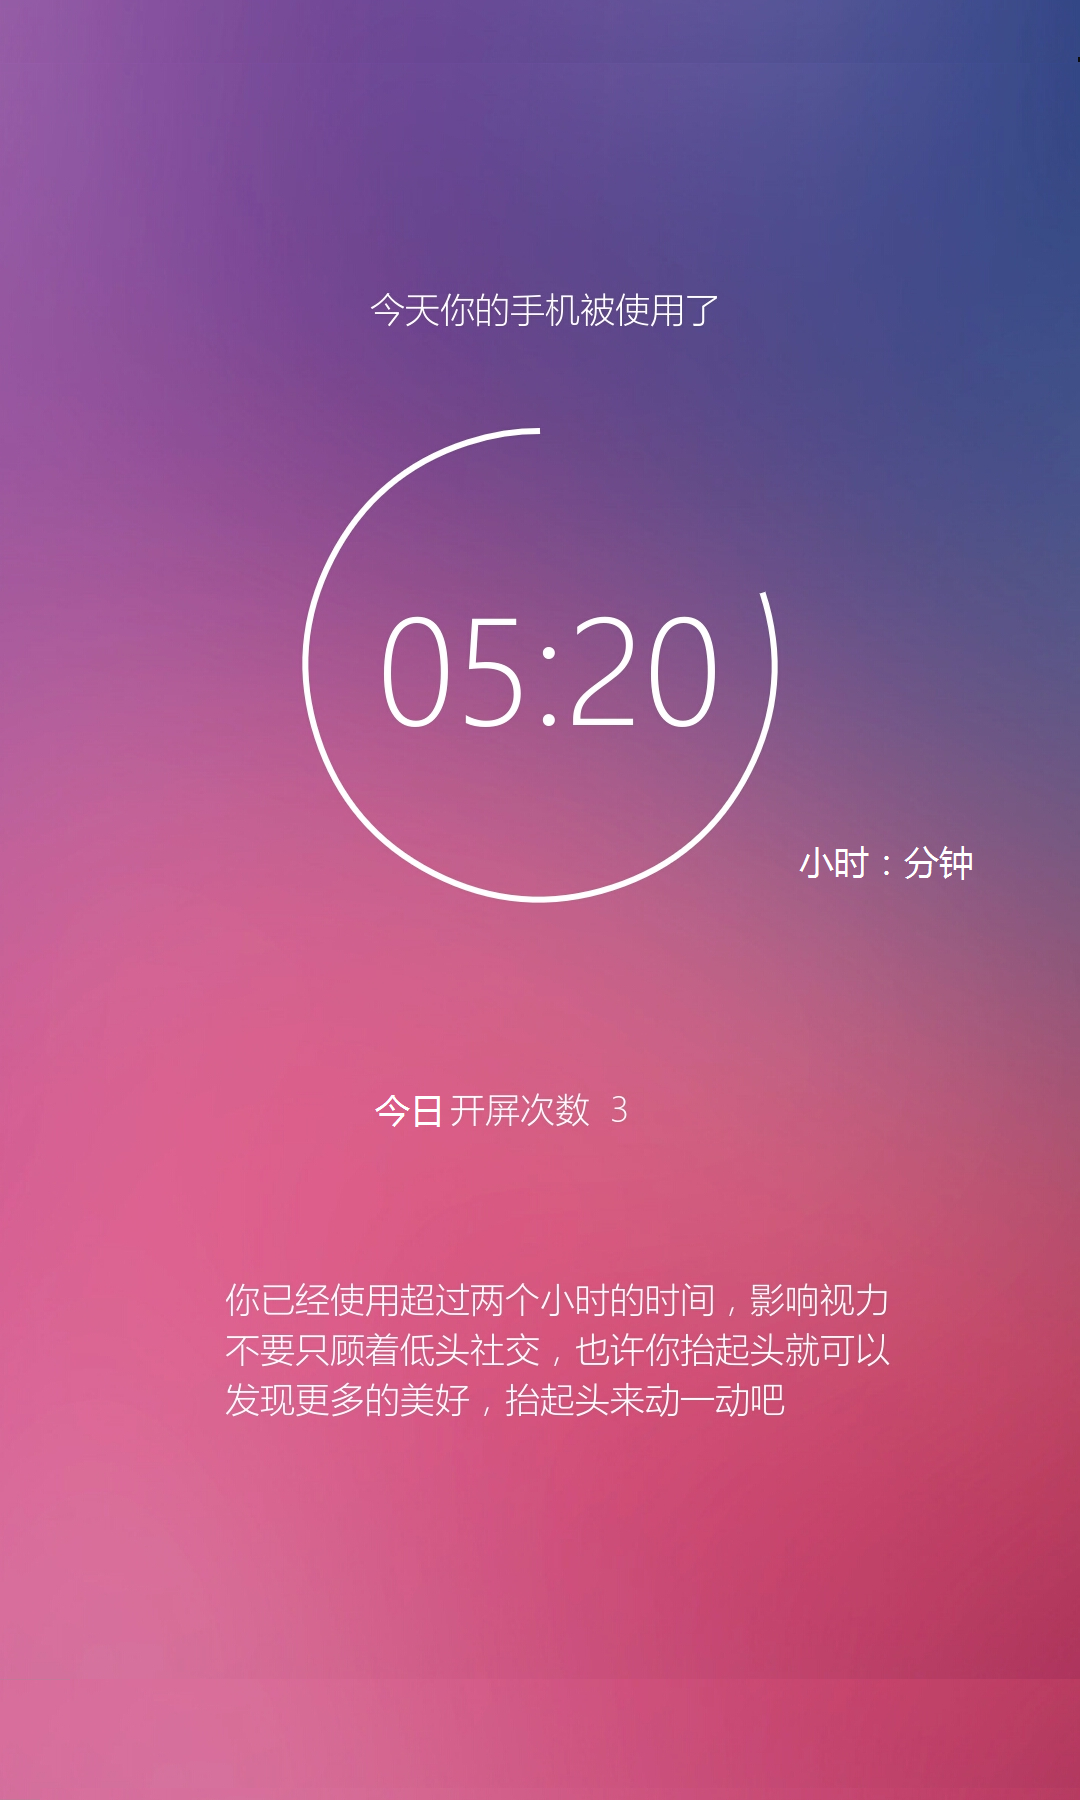 今天你的手机被使用了
05:20
小时：分钟
今日开屏次数 3
你已经使用超过两个小时的时间，影响视力
不要只顾着低头社交，也许你抬起头就可以
发现更多的美好，抬起头来动一动吧